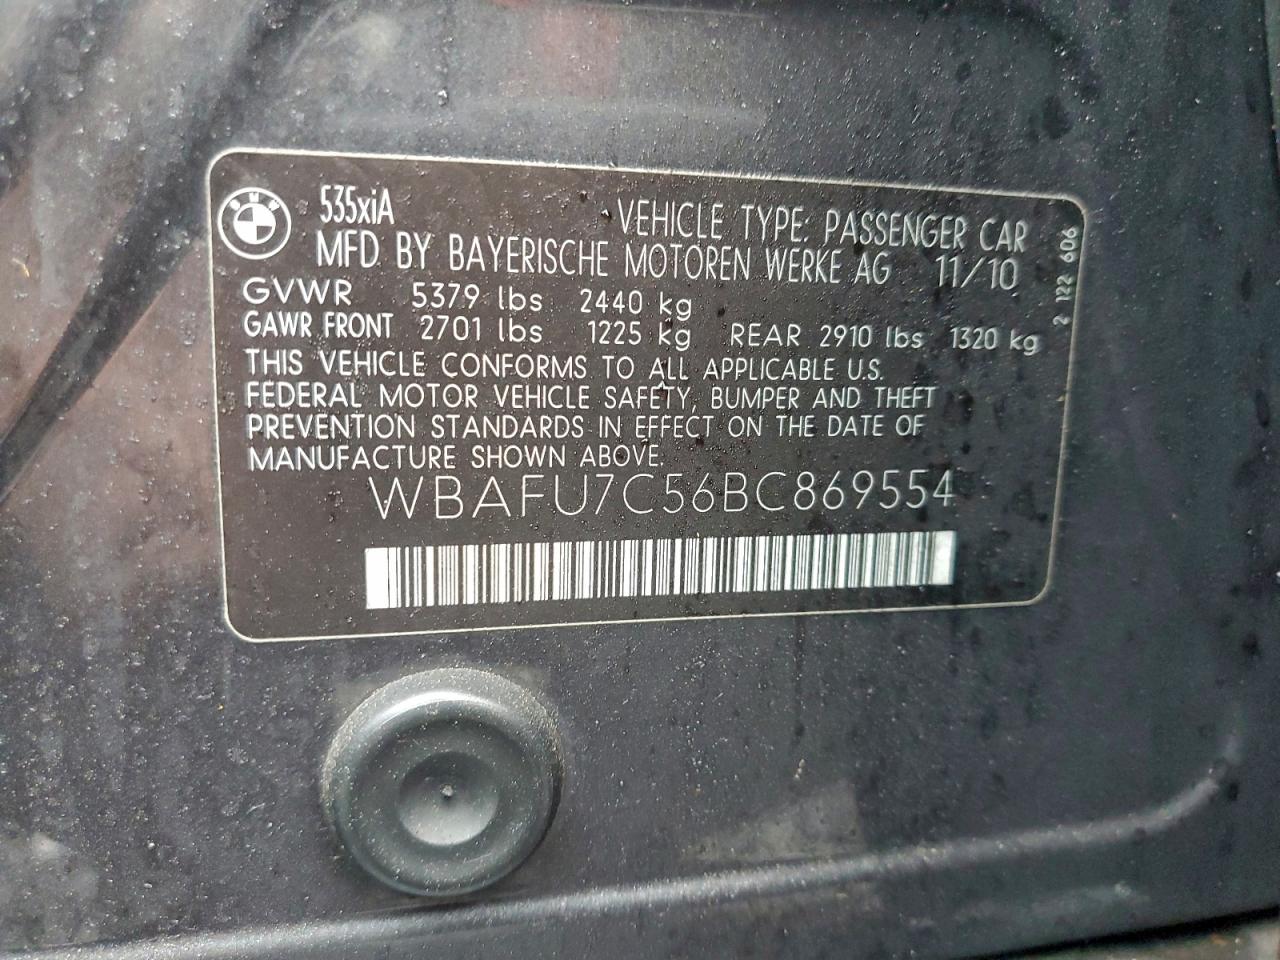 BMW
535xiA
VEHICLE TYPE: PASSENGER CAR
MFD BY BAYERISCHE MOTOREN WERKE AG 11/10
GVWR 5379 lbs 2440 kg
GAWR FRONT 2701 lbs 1225 kg REAR 2910 lbs 1320 kg
THIS VEHICLE CONFORMS TO ALL APPLICABLE U.S.
FEDERAL MOTOR VEHICLE SAFETY, BUMPER AND THEFT
PREVENTION STANDARDS IN EFFECT ON THE DATE OF
MANUFACTURE SHOWN ABOVE.
WBAFU7C56BC869554
2 122 606